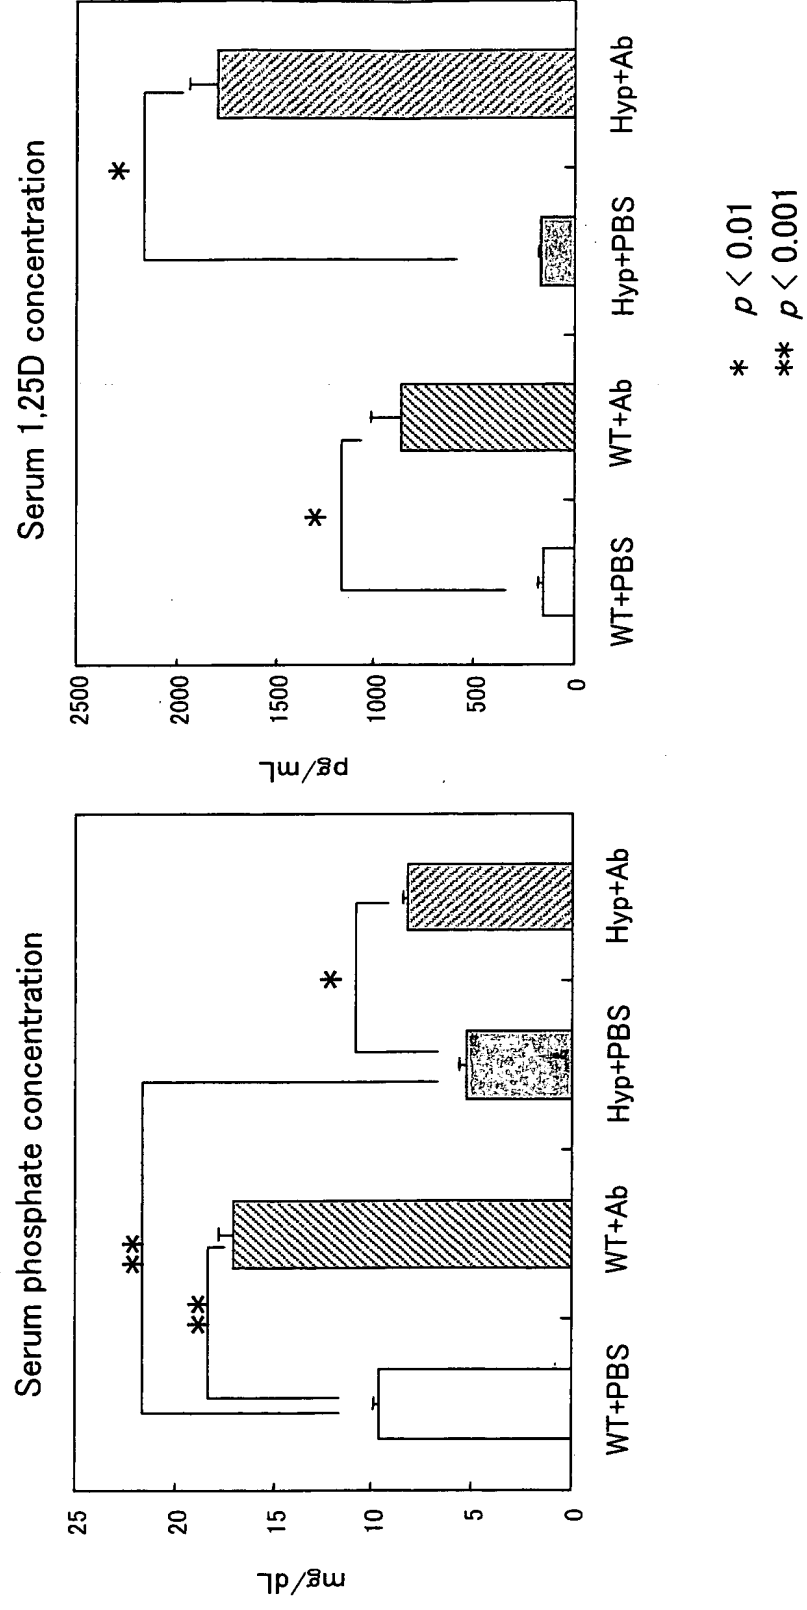 Serum phosphate concentration
mg/dL
25
20
15
10
5
0
**
**
*
WT+PBS
WT+Ab
Hyp+PBS
Hyp+Ab
Serum 1,25D concentration
pg/mL
2500
2000
1500
1000
500
0
*
*
WT+PBS
WT+Ab
Hyp+PBS
Hyp+Ab
* p < 0.01
** p < 0.001